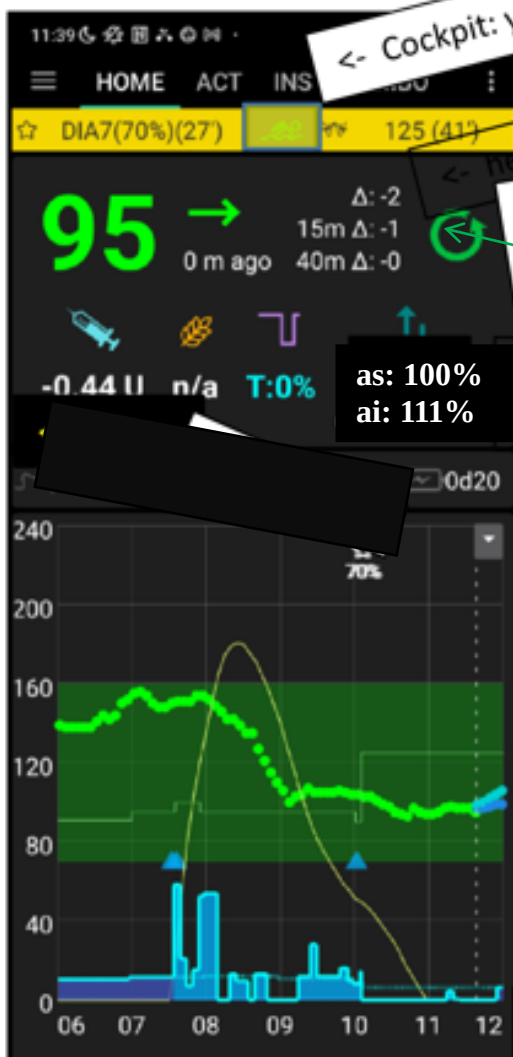 11:39
<- Cockpit:
HOME ACT INS
DIA7(70%)(27') 125 (41')
<-
95 Δ: -2
15m Δ: -1
0 m ago 40m Δ: -0
-0.44 U n/a T:0%
as: 100%
ai: 111%
0d20
240
70%
200
160
120
80
40
0
06 07 08 09 10 11 12